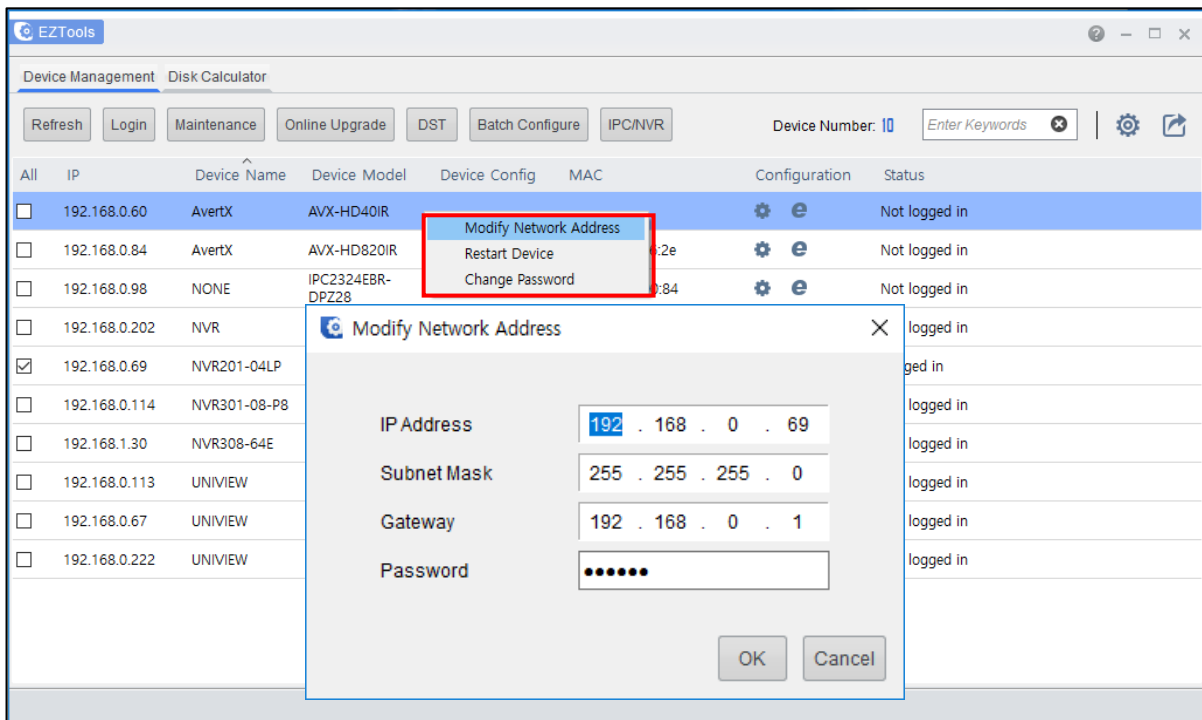 EZTools
Device Management Disk Calculator
Refresh Login Maintenance Online Upgrade DST Batch Configure IPC/NVR Device Number: 10 Enter Keywords
All IP Device Name Device Model Device Config MAC Configuration Status
192.168.0.60 AvertX AVX-HD40IR Not logged in
Modify Network Address
192.168.0.84 AvertX AVX-HD820IR :2e Not logged in
Restart Device
192.168.0.98 NONE IPC2324EBR-DPZ28 :84 Not logged in
Change Password
192.168.0.202 NVR logged in
192.168.0.69 NVR201-04LP ged in
192.168.0.114 NVR301-08-P8 logged in
192.168.1.30 NVR308-64E logged in
192.168.0.113 UNIVIEW logged in
192.168.0.67 UNIVIEW logged in
192.168.0.222 UNIVIEW logged in
Modify Network Address
IP Address 192 . 168 . 0 . 69
Subnet Mask 255 . 255 . 255 . 0
Gateway 192 . 168 . 0 . 1
Password ●●●●●●
OK Cancel